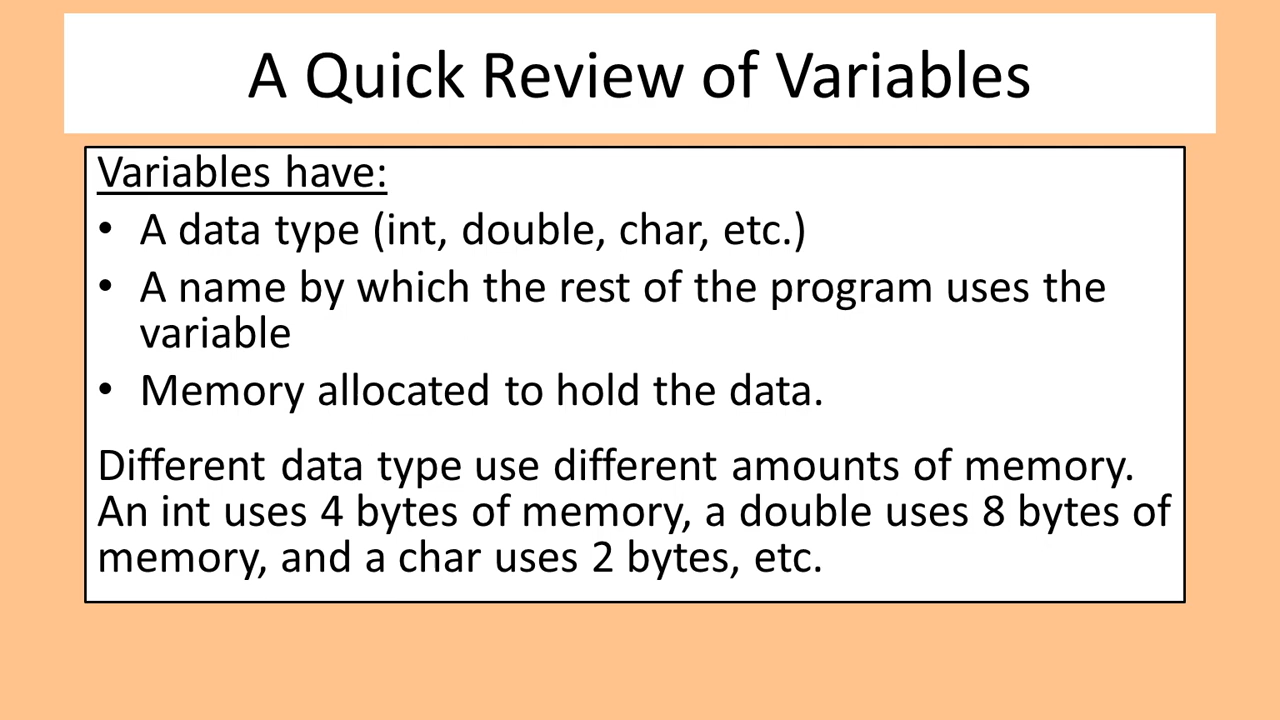 A Quick Review of Variables
Variables have:
• A data type (int, double, char, etc.)
• A name by which the rest of the program uses the
variable
• Memory allocated to hold the data.
Different data type use different amounts of memory.
An int uses 4 bytes of memory, a double uses 8 bytes of
memory, and a char uses 2 bytes, etc.